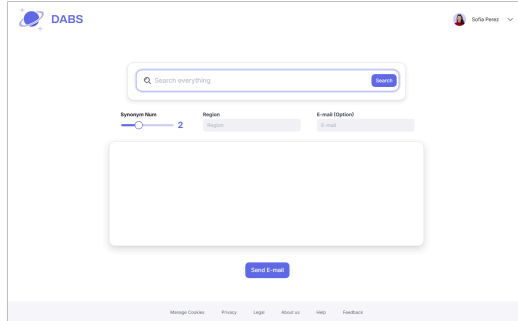 DABS
Sofia Perez
Search everything
Search
Synonym Num
2
Region
Region
E-mail (Option)
E-mail
Send E-mail
Manage Cookies
Privacy
Legal
About us
Help
Feedback